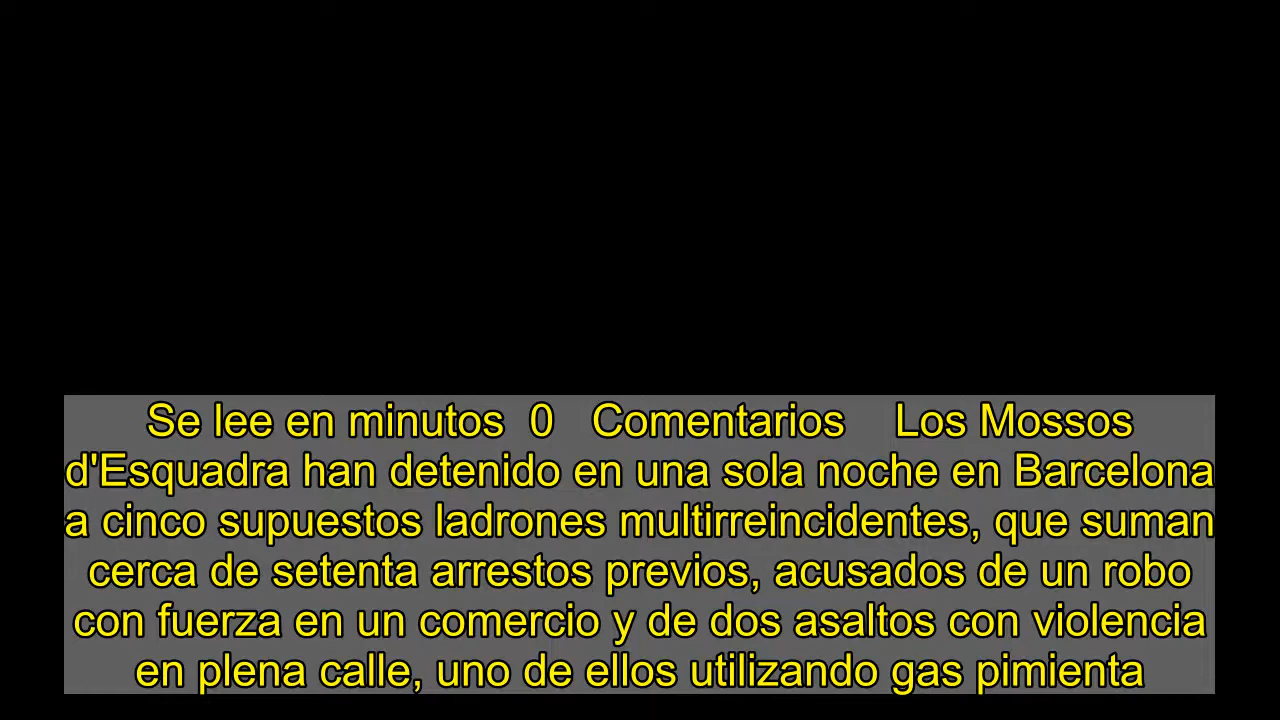 Se lee en minutos  0   Comentarios    Los Mossos
d'Esquadra han detenido en una sola noche en Barcelona
a cinco supuestos ladrones multirreincidentes, que suman
cerca de setenta arrestos previos, acusados de un robo
con fuerza en un comercio y de dos asaltos con violencia
en plena calle, uno de ellos utilizando gas pimienta